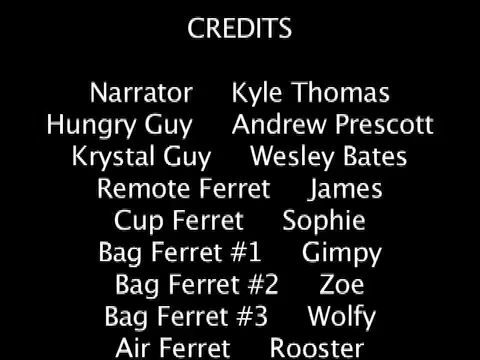 CREDITS
Narrator Kyle Thomas
Hungry Guy Andrew Prescott
Krystal Guy Wesley Bates
Remote Ferret James
Cup Ferret Sophie
Bag Ferret #1 Gimpy
Bag Ferret #2 Zoe
Bag Ferret #3 Wolfy
Air Ferret Rooster